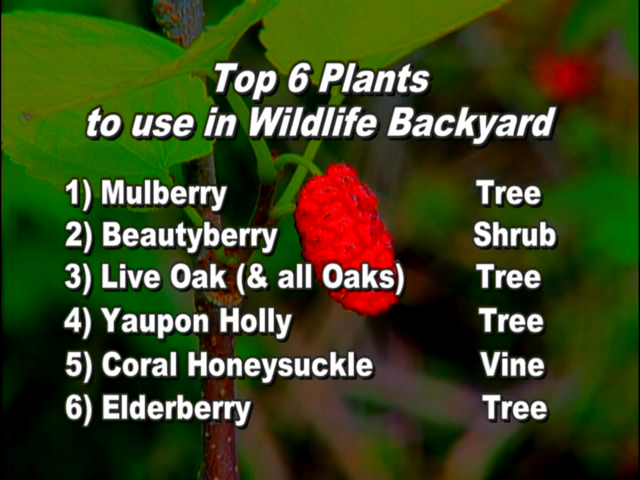 Top 6 Plants
to use in Wildlife Backyard
1) Mulberry Tree
2) Beautyberry Shrub
3) Live Oak (& all Oaks) Tree
4) Yaupon Holly Tree
5) Coral Honeysuckle Vine
6) Elderberry Tree